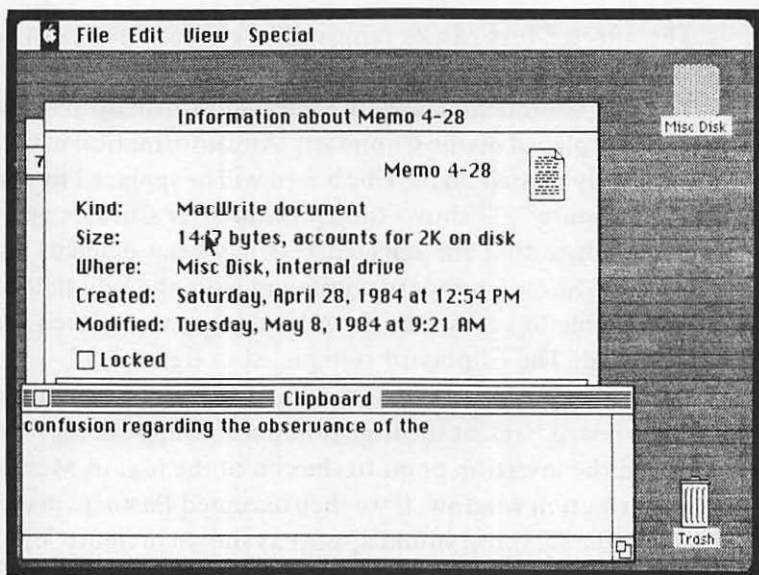 File Edit View Special
Misc Disk
Information about Memo 4-28
7
Memo 4-28
Kind: MacWrite document
Size: bytes, accounts for 2K on disk
Where: Misc Disk, internal drive
Created: Saturday, April 28, 1984 at 12:54 PM
Modified: Tuesday, May 8, 1984 at 9:21 AM
Locked
Clipboard
confusion regarding the observance of the
Trash